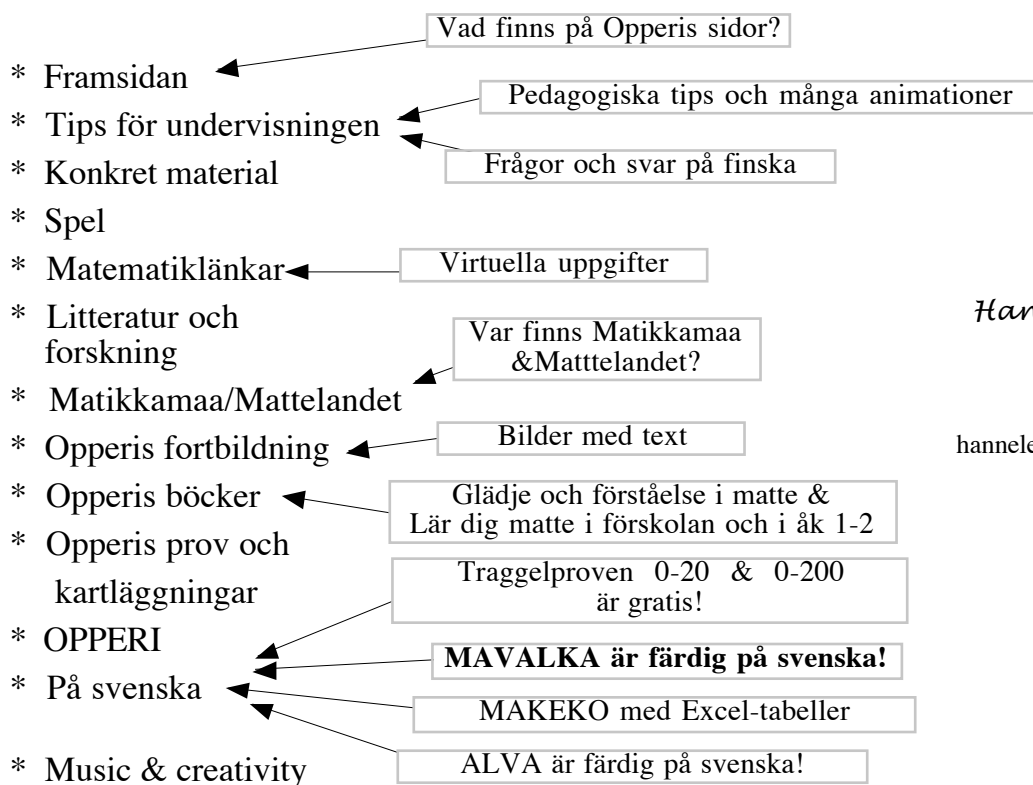 Vad finns på Opperis sidor?
* Framsidan
Pedagogiska tips och många animationer
* Tips för undervisningen
Frågor och svar på finska
* Konkret material
* Spel
* Matematiklänkar
Virtuella uppgifter
* Litteratur och
forskning
Var finns Matikkamaa
&Matttelandet?
* Matikkamaa/Mattelandet
* Opperis fortbildning
Bilder med text
hannele
* Opperis böcker
Glädje och förståelse i matte &
Lär dig matte i förskolan och i åk 1-2
* Opperis prov och
kartläggningar
Traggelproven 0-20 & 0-200
är gratis!
* OPPERI
MAVALKA är färdig på svenska!
* På svenska
MAKEKO med Excel-tabeller
ALVA är färdig på svenska!
* Music & creativity